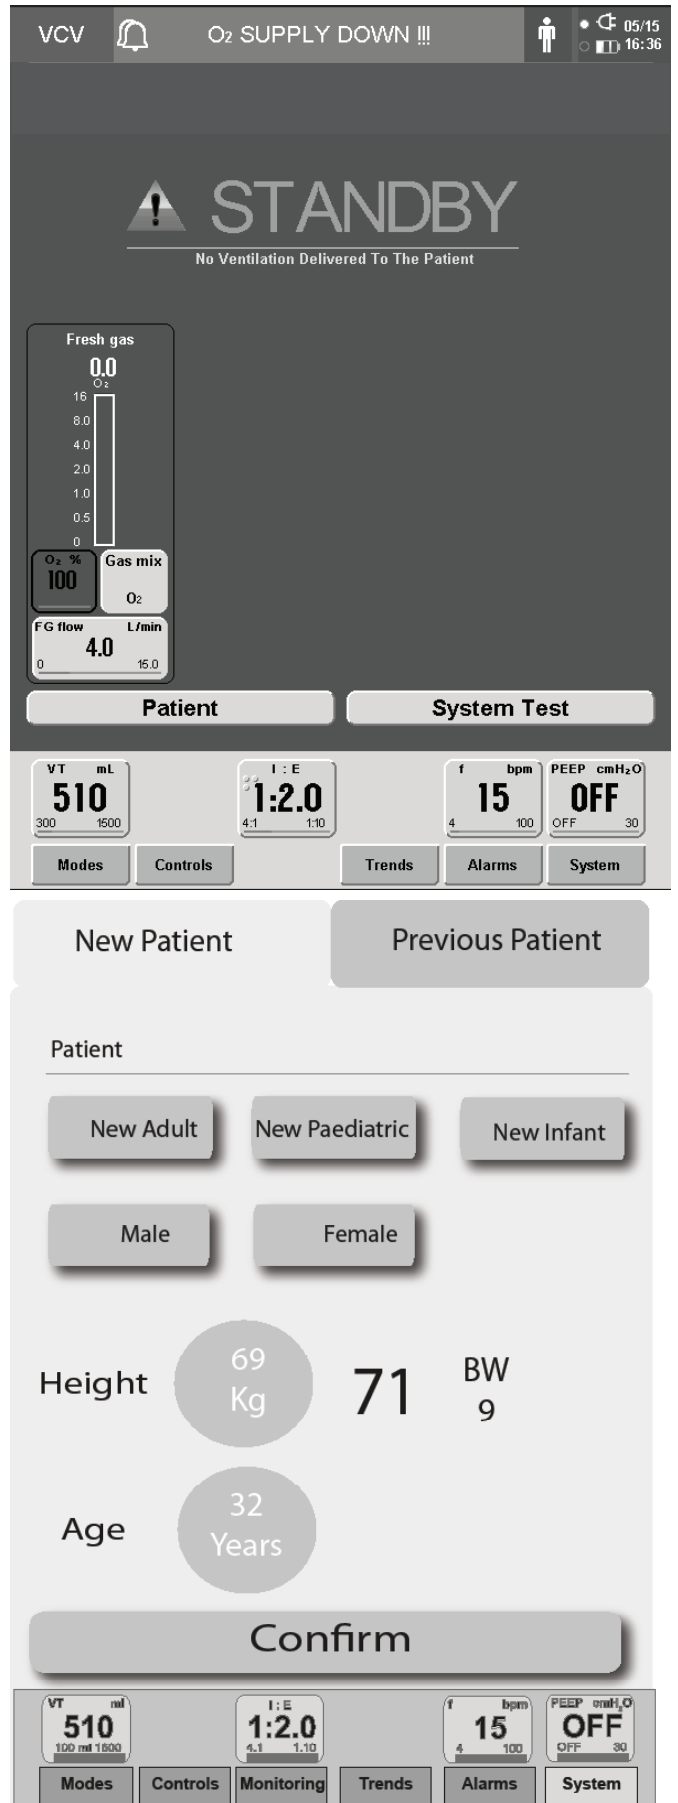 VCV
O₂ SUPPLY DOWN !!!
05/15
16:36
STANDBY
No Ventilation Delivered To The Patient
Fresh gas
0.0
O₂
16
8.0
4.0
2.0
1.0
0.5
0
O₂ %
100
Gas mix
O₂
FG flow L/min
4.0
0 15.0
Patient
System Test
VT mL
510
300 1500
I : E
1:2.0
4:1 1:10
f bpm
15
4 100
PEEP cmH₂O
OFF
OFF 30
Modes Controls Trends Alarms System
New Patient
Previous Patient
Patient
New Adult New Paediatric New Infant
Male Female
Height
69
Kg
71
BW
9
Age
32
Years
Confirm
VT ml
510
100 ml 1600
I : E
1:2.0
4.1 1.10
f bpm
15
4 100
PEEP cmH₂O
OFF
OFF 30
Modes Controls Monitoring Trends Alarms System